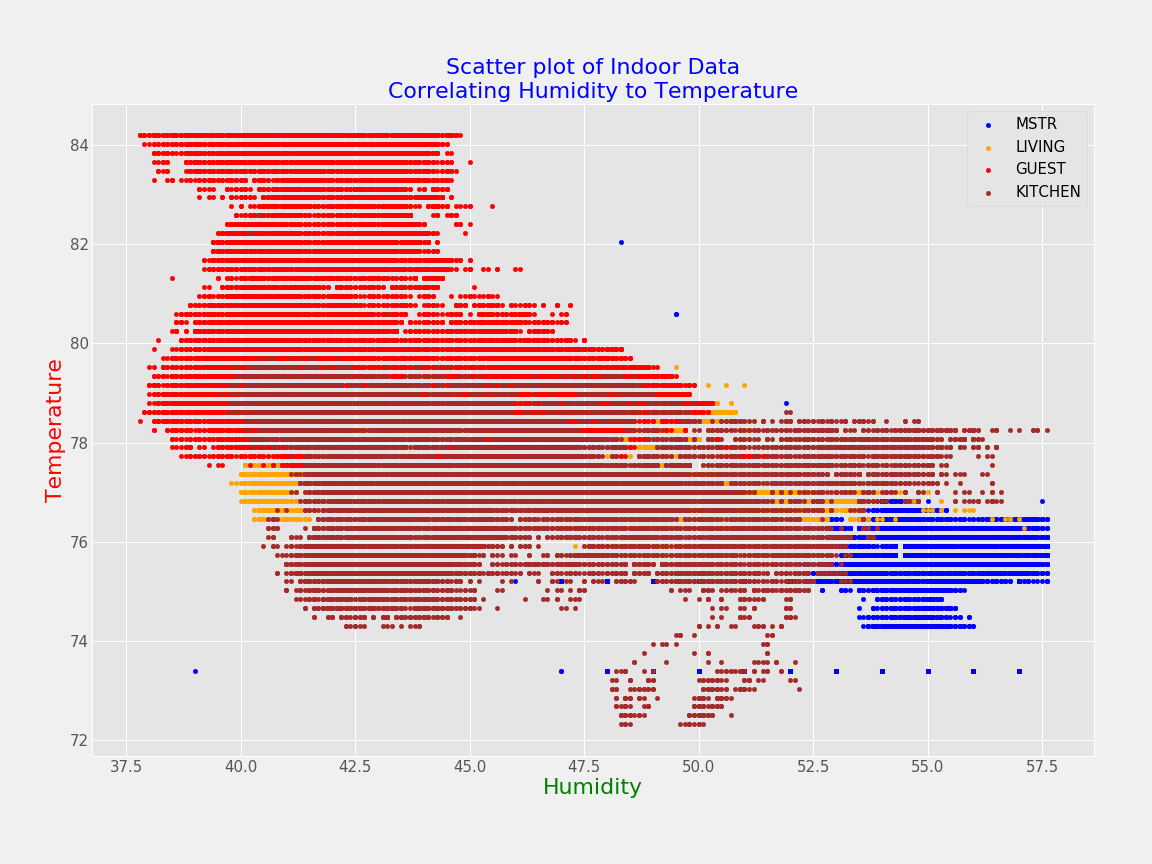 Scatter plot of Indoor Data
Correlating Humidity to Temperature
MSTR
LIVING
GUEST
KITCHEN
Temperature
84
82
80
78
76
74
72
37.5 40.0 42.5 45.0 47.5 50.0 52.5 55.0 57.5
Humidity